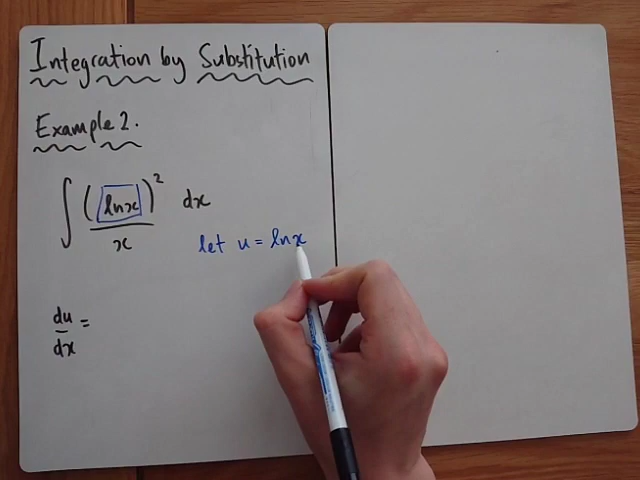 Integration by Substitution
Example 2.
∫ (ln x)² / x dx
let u = ln x
du/dx =